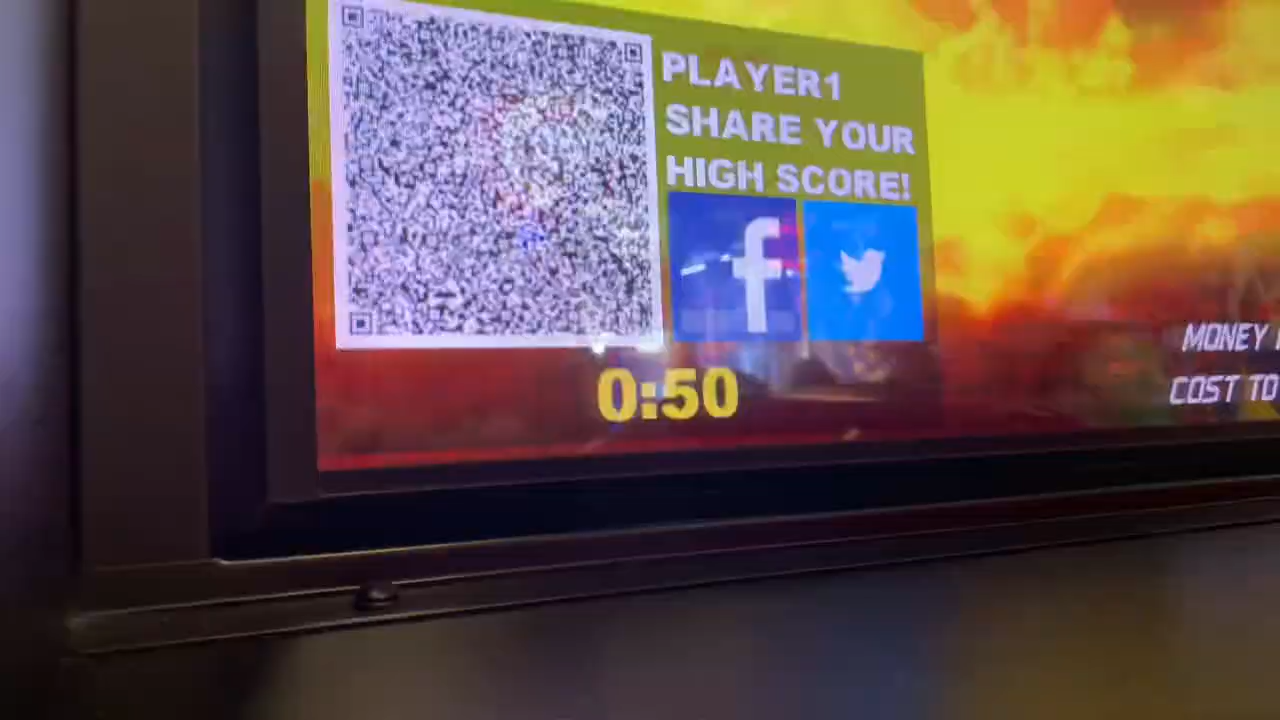 PLAYER1
SHARE YOUR
HIGH SCORE!
f
0:50
MONEY
COST TO